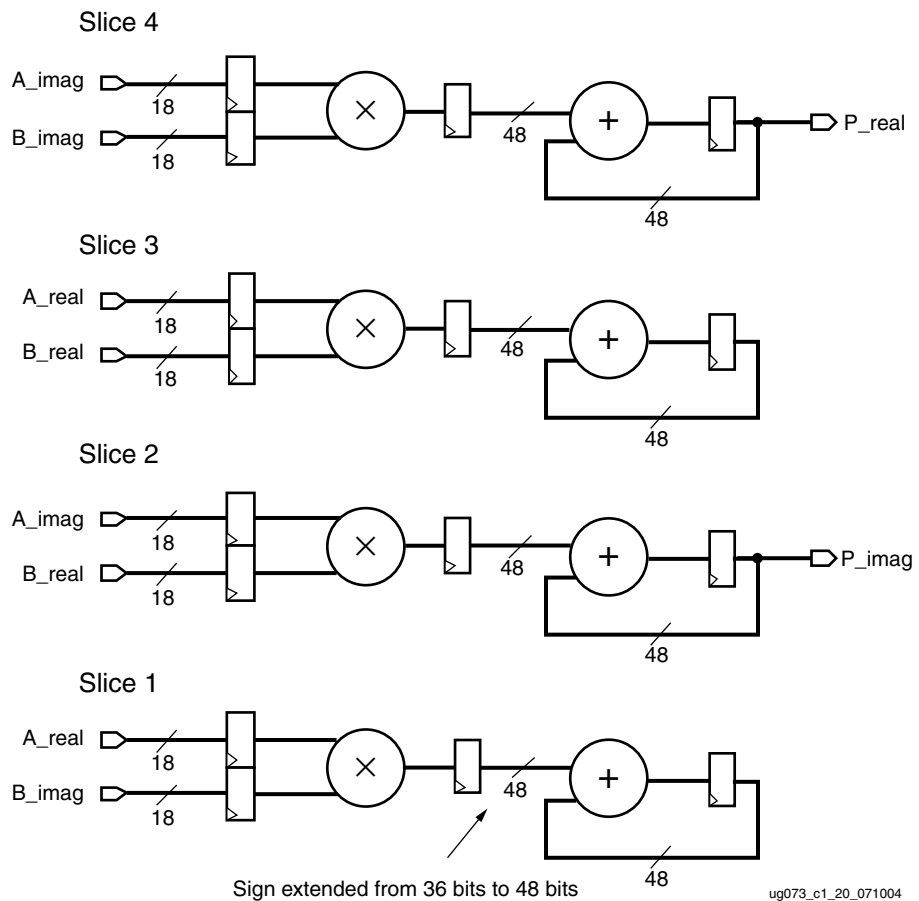 Slice 4
A_imag
18
B_imag
18
×
48
+
48
P_real
Slice 3
A_real
18
B_real
18
×
48
+
48
Slice 2
A_imag
18
B_real
18
×
48
+
48
P_imag
Slice 1
A_real
18
B_imag
18
×
48
+
48
Sign extended from 36 bits to 48 bits
ug073_c1_20_071004